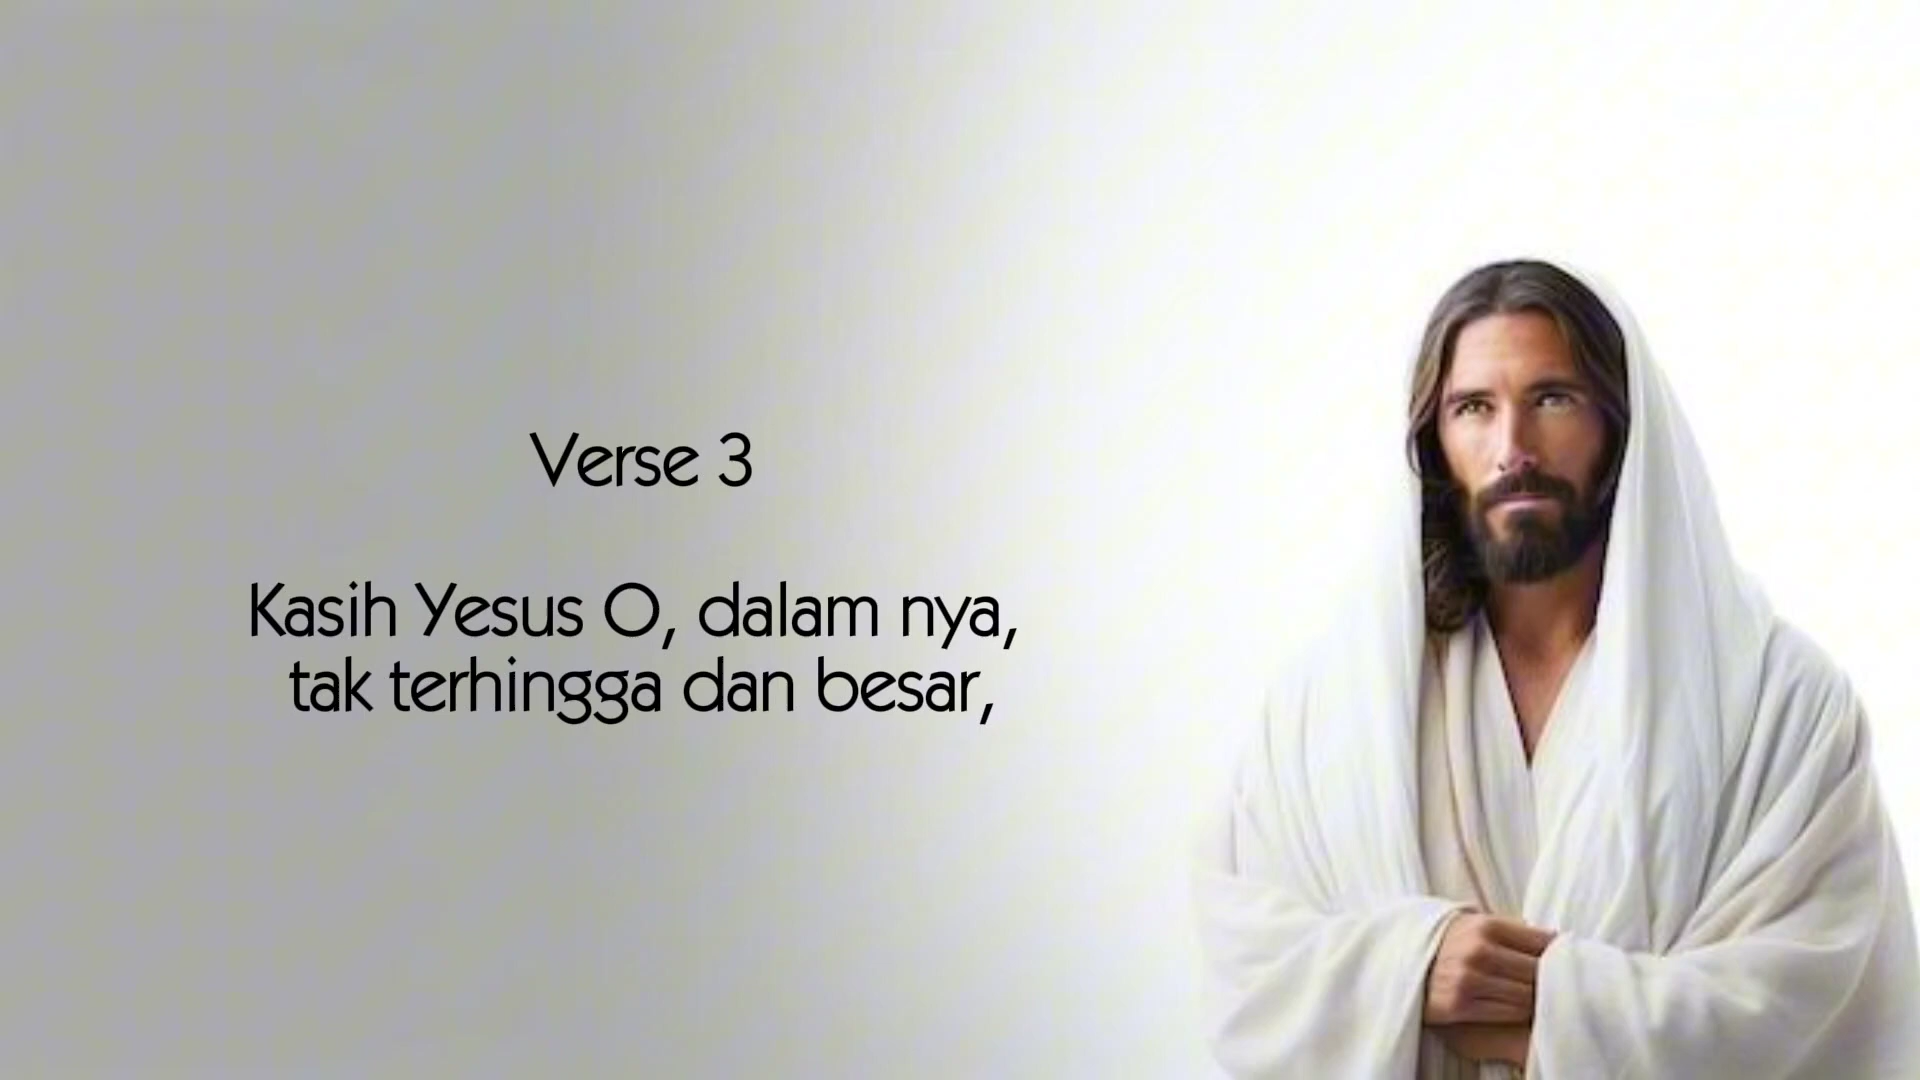 Verse 3
Kasih Yesus O, dalam nya,
tak terhingga dan besar,